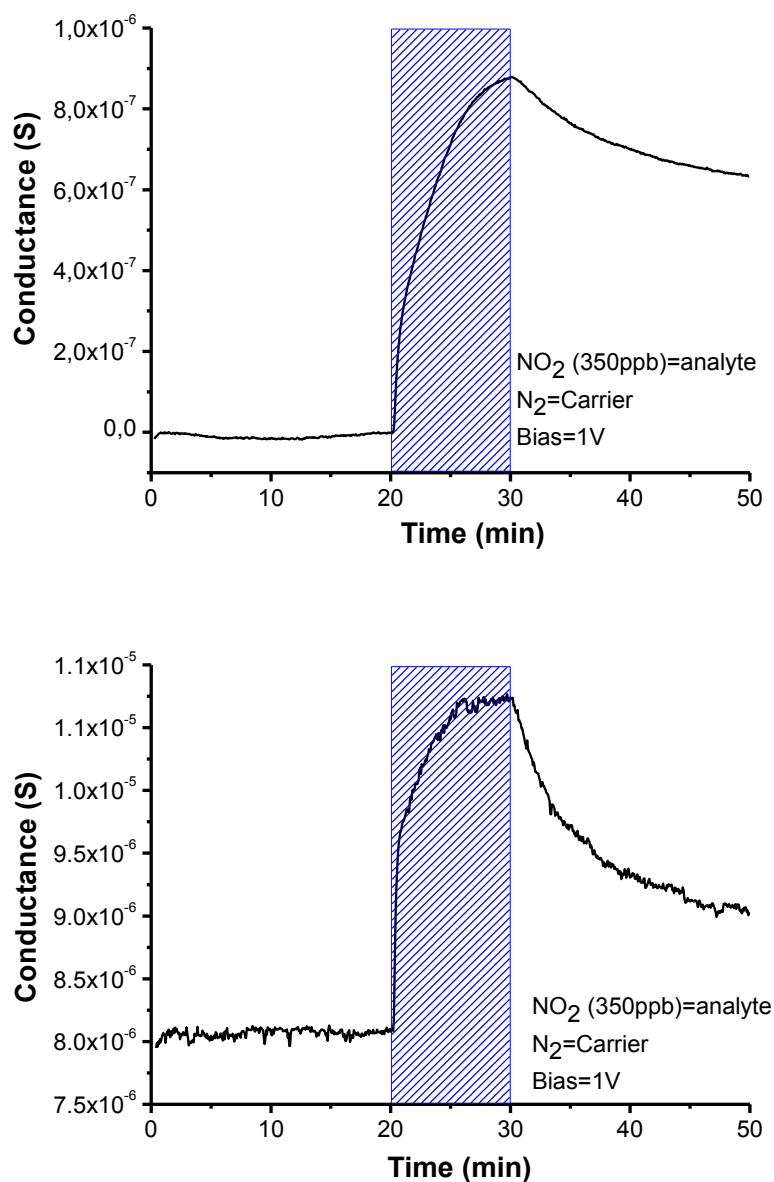 1,0x10⁻⁶
8,0x10⁻⁷
6,0x10⁻⁷
4,0x10⁻⁷
2,0x10⁻⁷
0,0
Conductance (S)
NO₂ (350ppb)=analyte
N₂=Carrier
Bias=1V
0 10 20 30 40 50
Time (min)
1.1x10⁻⁵
1.1x10⁻⁵
1.0x10⁻⁵
9.5x10⁻⁶
9.0x10⁻⁶
8.5x10⁻⁶
8.0x10⁻⁶
7.5x10⁻⁶
Conductance (S)
NO₂ (350ppb)=analyte
N₂=Carrier
Bias=1V
0 10 20 30 40 50
Time (min)